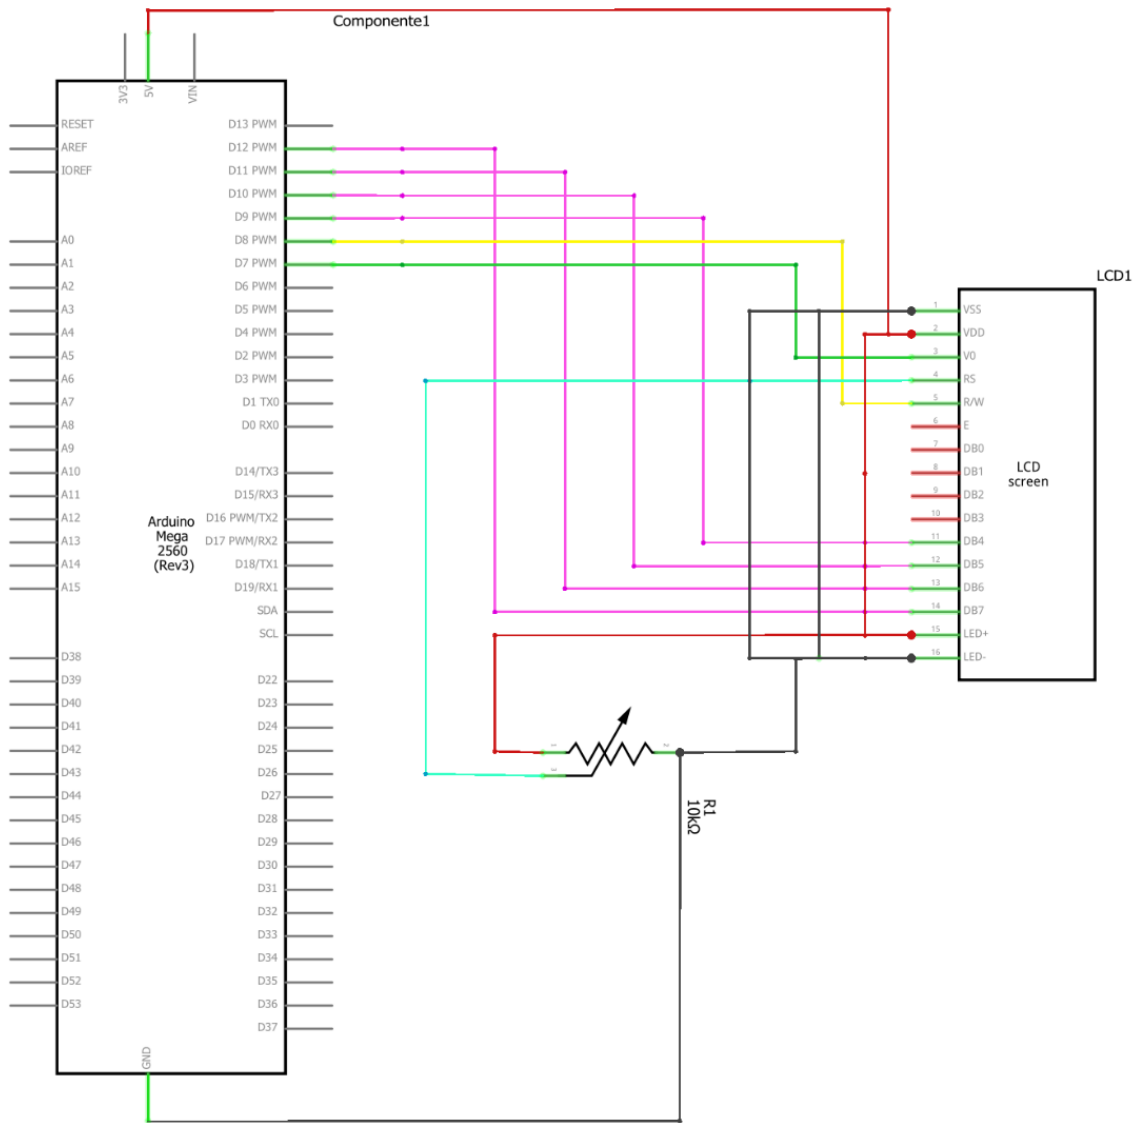 Componente1
3V3
5V
VIN
RESET
AREF
IOREF
A0
A1
A2
A3
A4
A5
A6
A7
A8
A9
A10
A11
A12
A13
A14
A15
D38
D39
D40
D41
D42
D43
D44
D45
D46
D47
D48
D49
D50
D51
D52
D53
Arduino
Mega
2560
(Rev3)
D13 PWM
D12 PWM
D11 PWM
D10 PWM
D9 PWM
D8 PWM
D7 PWM
D6 PWM
D5 PWM
D4 PWM
D2 PWM
D3 PWM
D1 TX0
D0 RX0
D14/TX3
D15/RX3
D16 PWM/TX2
D17 PWM/RX2
D18/TX1
D19/RX1
SDA
SCL
D22
D23
D24
D25
D26
D27
D28
D29
D30
D31
D32
D33
D34
D35
D36
D37
GND
LCD1
1 VSS
2 VDD
3 V0
4 RS
5 R/W
6 E
7 DB0
8 DB1
9 DB2
10 DB3
11 DB4
12 DB5
13 DB6
14 DB7
15 LED+
16 LED-
LCD
screen
1
2
3
R1
10kΩ